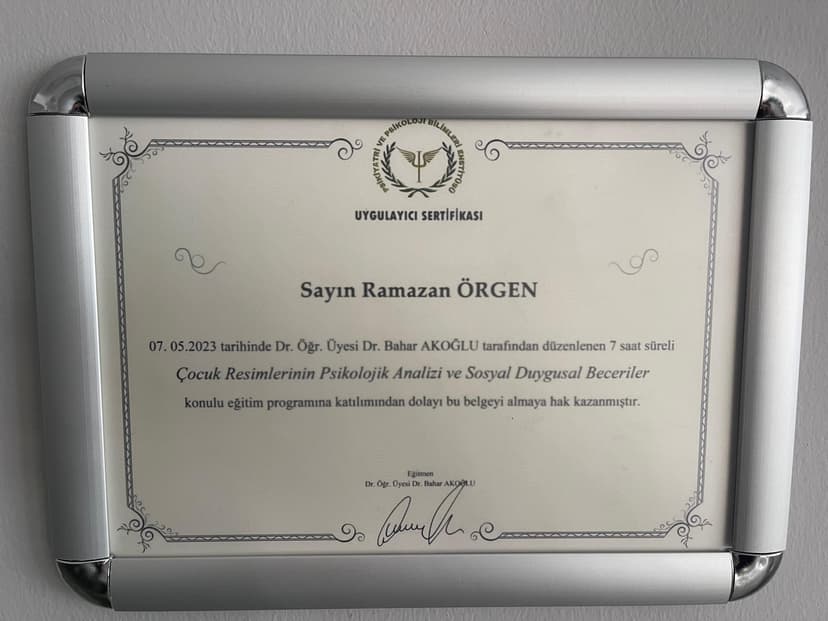 PSİKİYATRİ VE PSİKOLOJİ BİLİMLERİ ENSTİTÜSÜ
UYGULAYICI SERTİFİKASI
Sayın Ramazan ÖRGEN
07. 05.2023 tarihinde Dr. Öğr. Üyesi Dr. Bahar AKOĞLU tarafından düzenlenen 7 saat süreli
Çocuk Resimlerinin Psikolojik Analizi ve Sosyal Duygusal Beceriler
konulu eğitim programına katılımından dolayı bu belgeyi almaya hak kazanmıştır.
Eğitmen
Dr. Öğr. Üyesi Dr. Bahar AKOĞLU